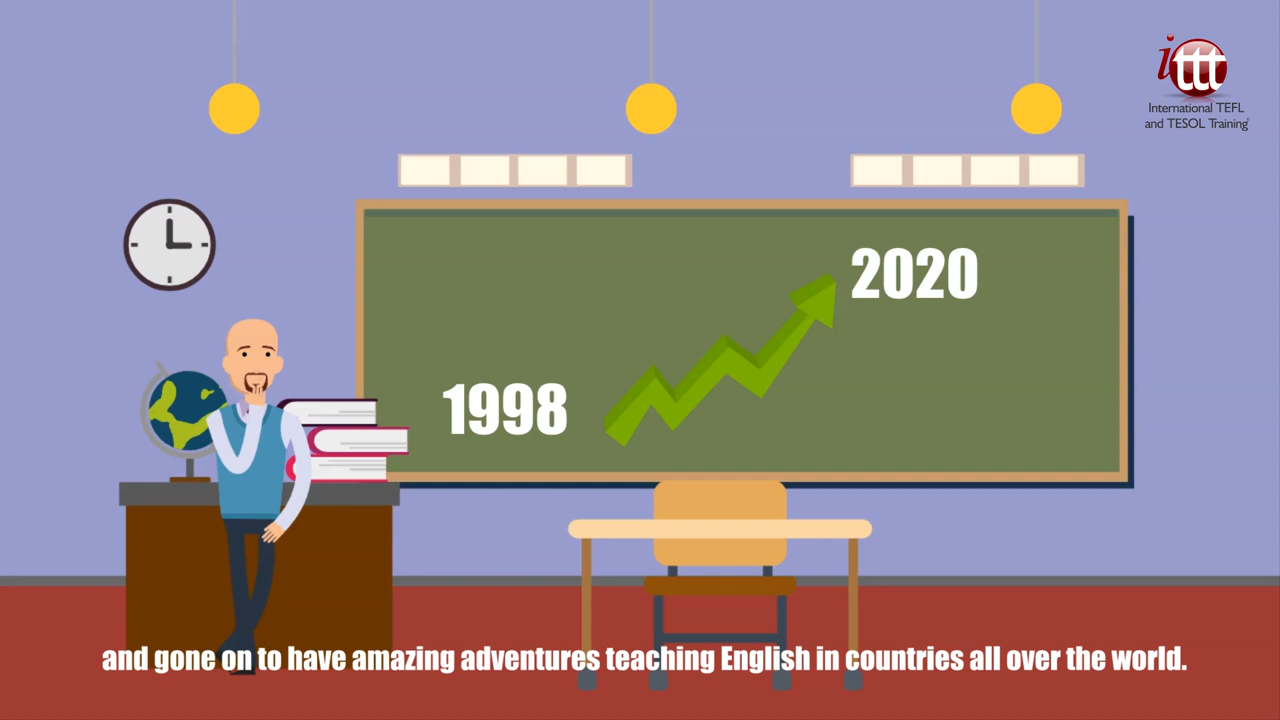 ittt
International TEFL
and TESOL Training
2020
1998
and gone on to have amazing adventures teaching English in countries all over the world.